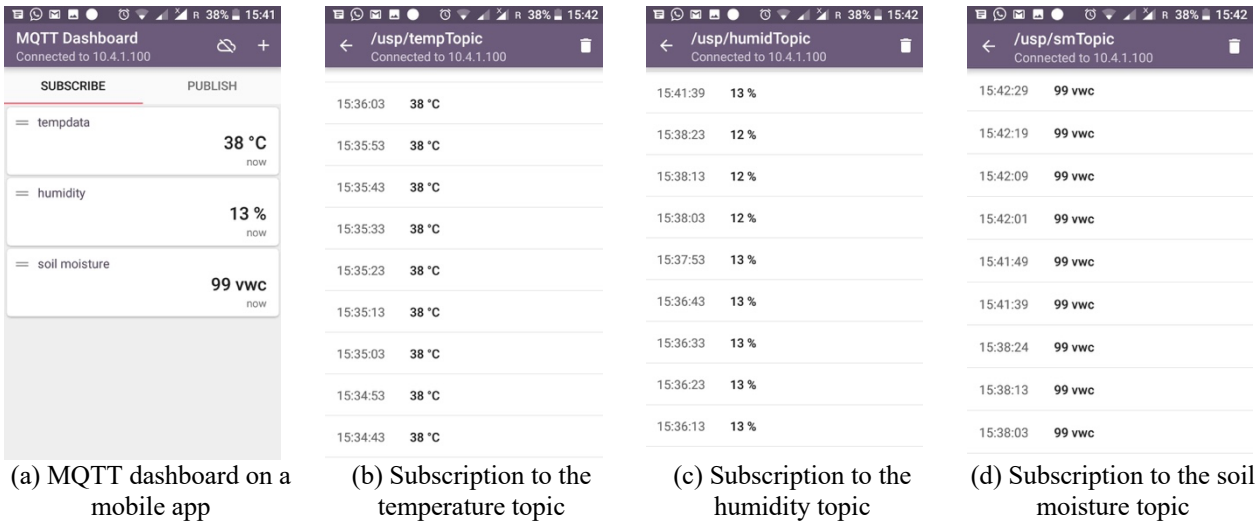 R 38% 15:41
MQTT Dashboard
Connected to 10.4.1.100
SUBSCRIBE PUBLISH
tempdata
38 °C
now
humidity
13 %
now
soil moisture
99 vwc
now
(a) MQTT dashboard on a
mobile app
R 38% 15:42
/usp/tempTopic
Connected to 10.4.1.100
15:36:03 38 °C
15:35:53 38 °C
15:35:43 38 °C
15:35:33 38 °C
15:35:23 38 °C
15:35:13 38 °C
15:35:03 38 °C
15:34:53 38 °C
15:34:43 38 °C
(b) Subscription to the
temperature topic
R 38% 15:42
/usp/humidTopic
Connected to 10.4.1.100
15:41:39 13 %
15:38:23 12 %
15:38:13 12 %
15:38:03 12 %
15:37:53 13 %
15:36:43 13 %
15:36:33 13 %
15:36:23 13 %
15:36:13 13 %
(c) Subscription to the
humidity topic
R 38% 15:42
/usp/smTopic
Connected to 10.4.1.100
15:42:29 99 vwc
15:42:19 99 vwc
15:42:09 99 vwc
15:42:01 99 vwc
15:41:49 99 vwc
15:41:39 99 vwc
15:38:24 99 vwc
15:38:13 99 vwc
15:38:03 99 vwc
(d) Subscription to the soil
moisture topic